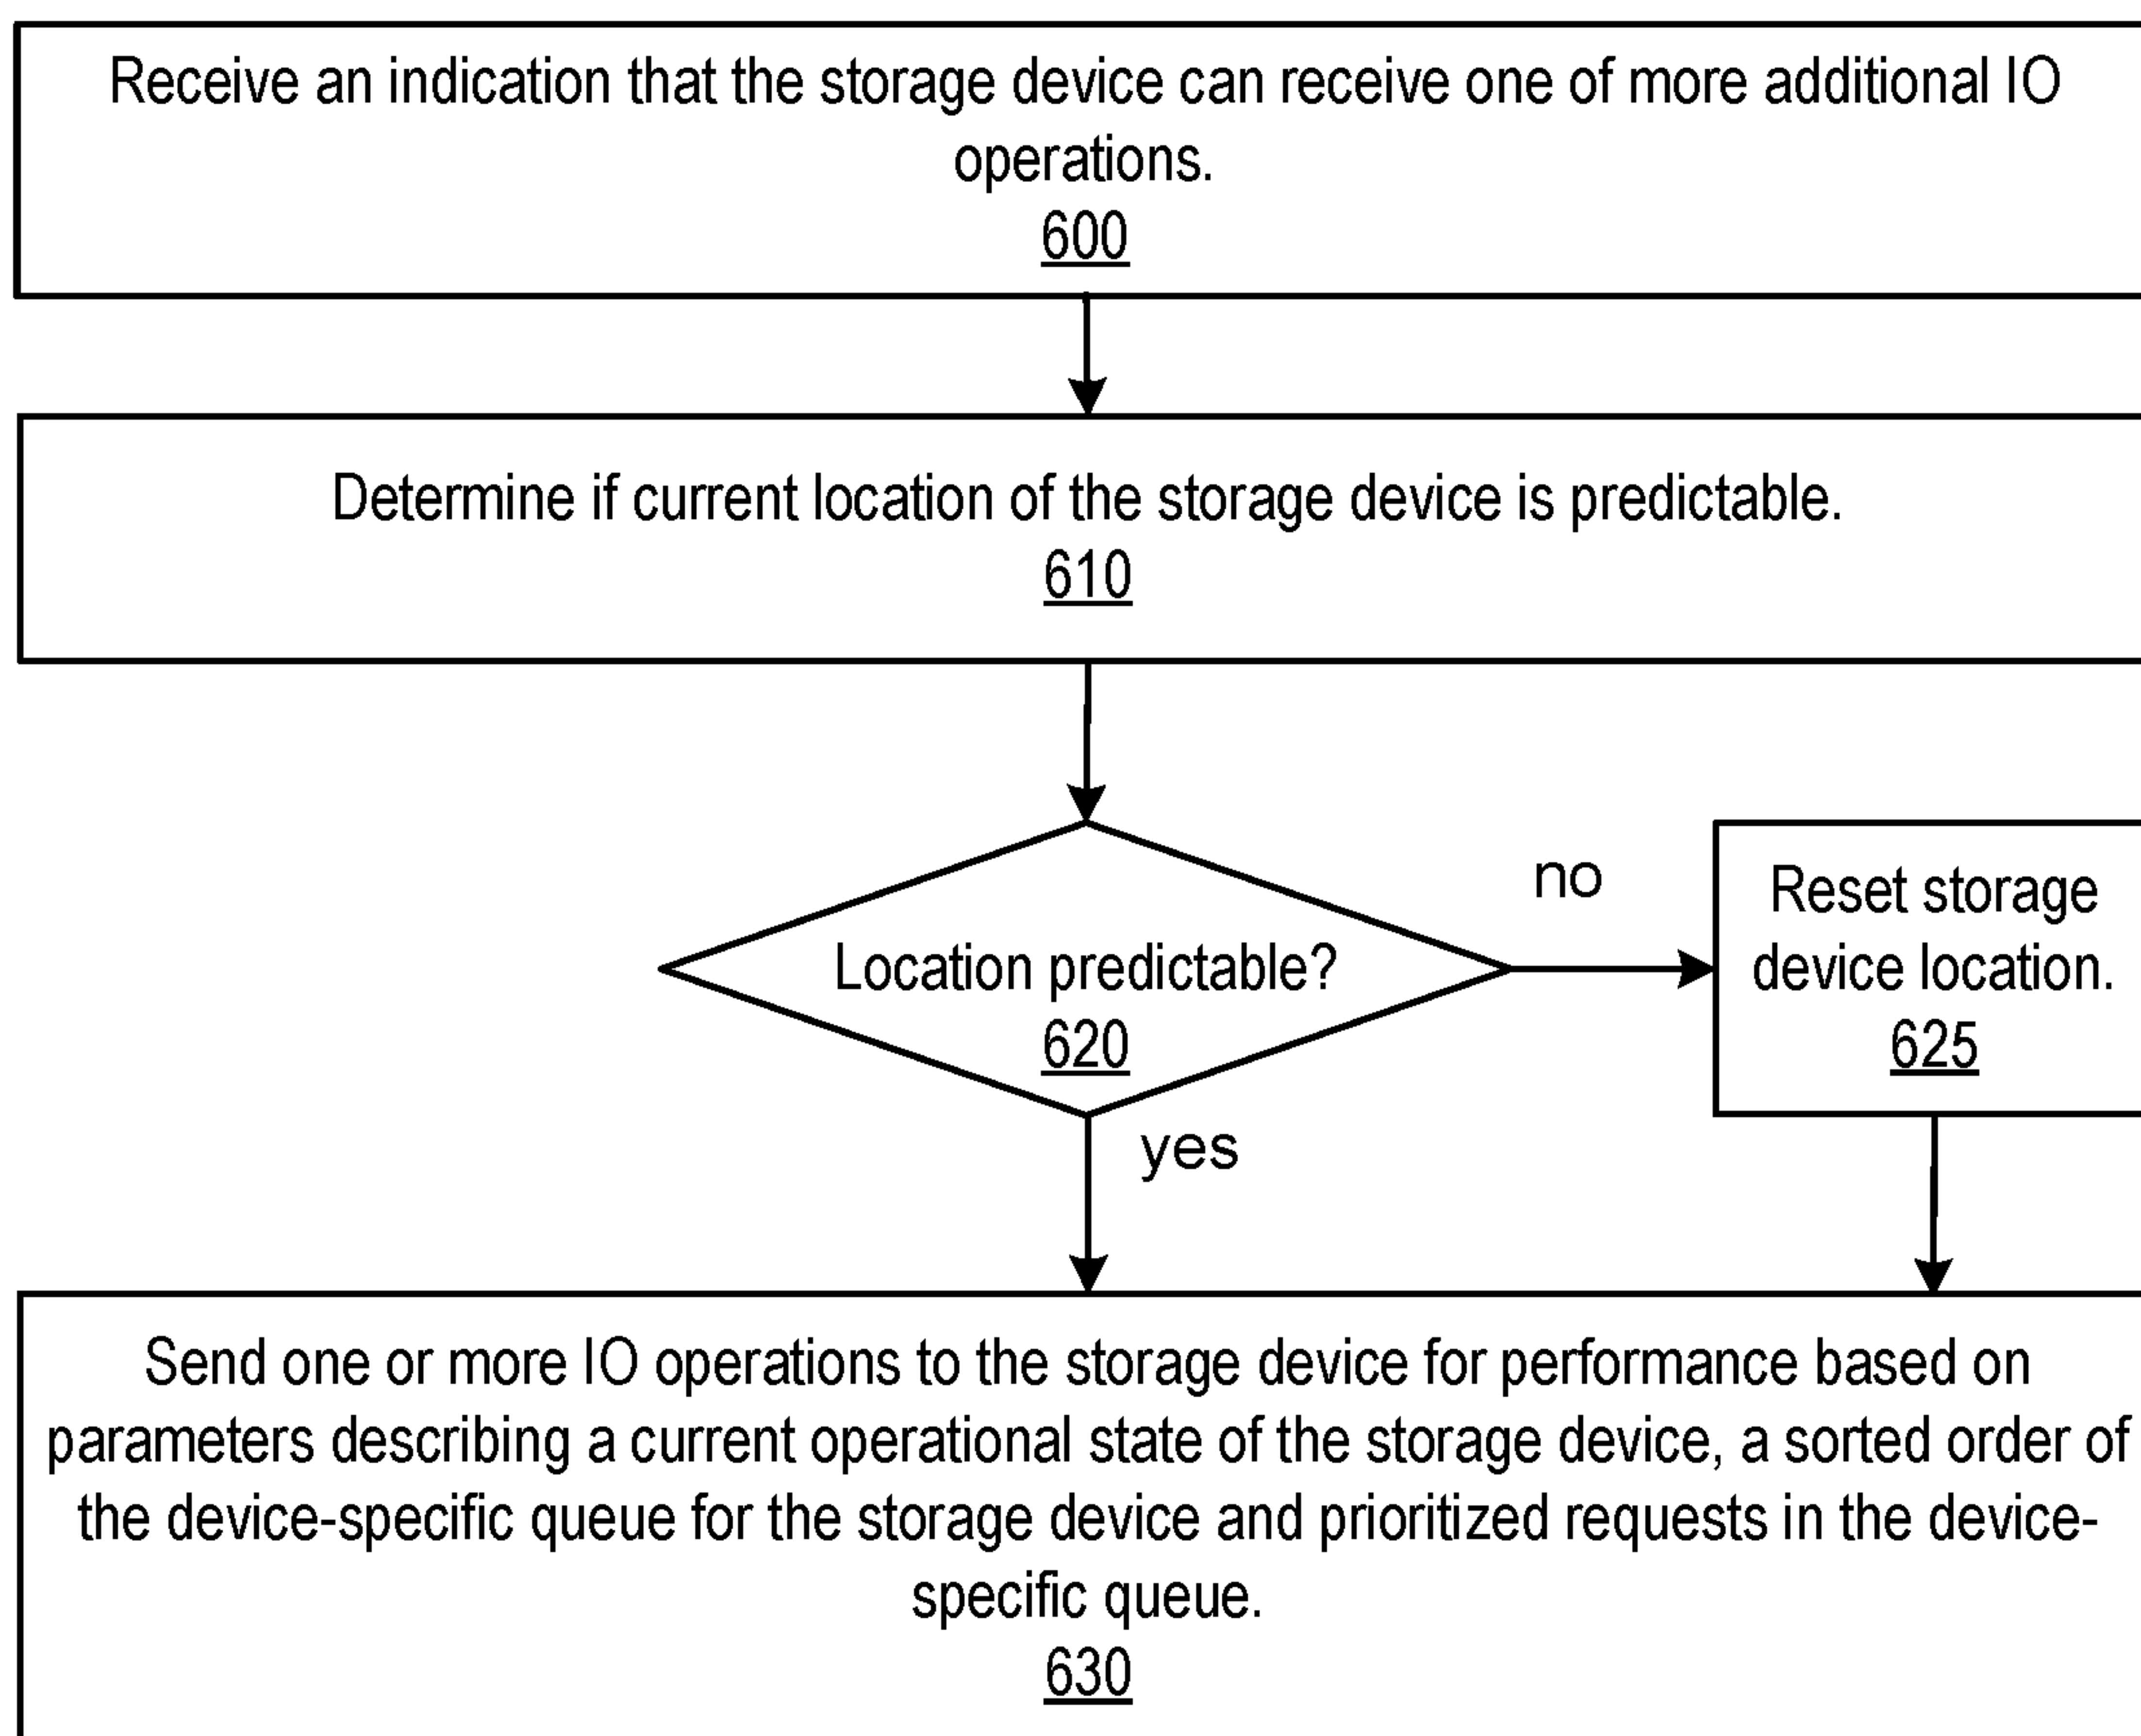 Receive an indication that the storage device can receive one of more additional IO
operations.
600
Determine if current location of the storage device is predictable.
610
Location predictable?
620
no
Reset storage
device location.
625
yes
Send one or more IO operations to the storage device for performance based on
parameters describing a current operational state of the storage device, a sorted order of
the device-specific queue for the storage device and prioritized requests in the device-
specific queue.
630